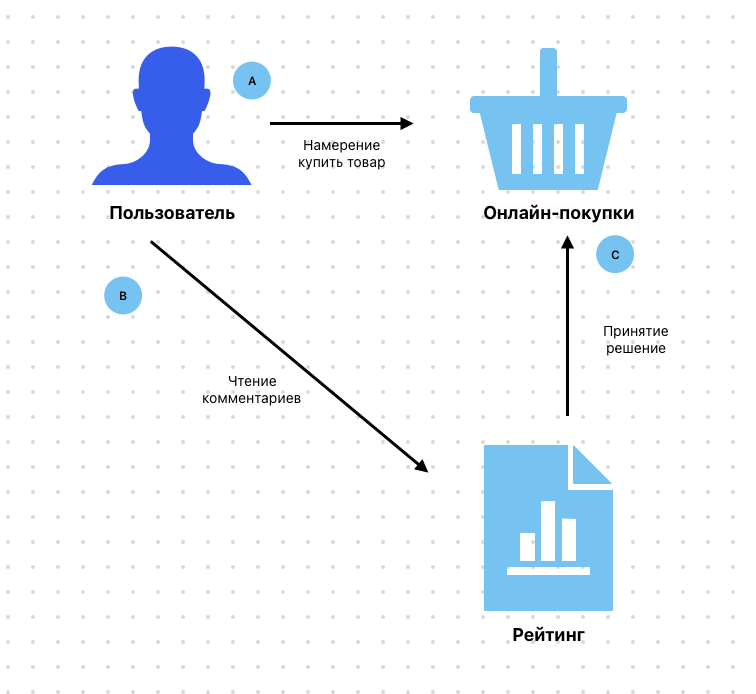 A
Намерение
купить товар
Пользователь
Онлайн-покупки
B
C
Принятие
решение
Чтение
комментариев
Рейтинг